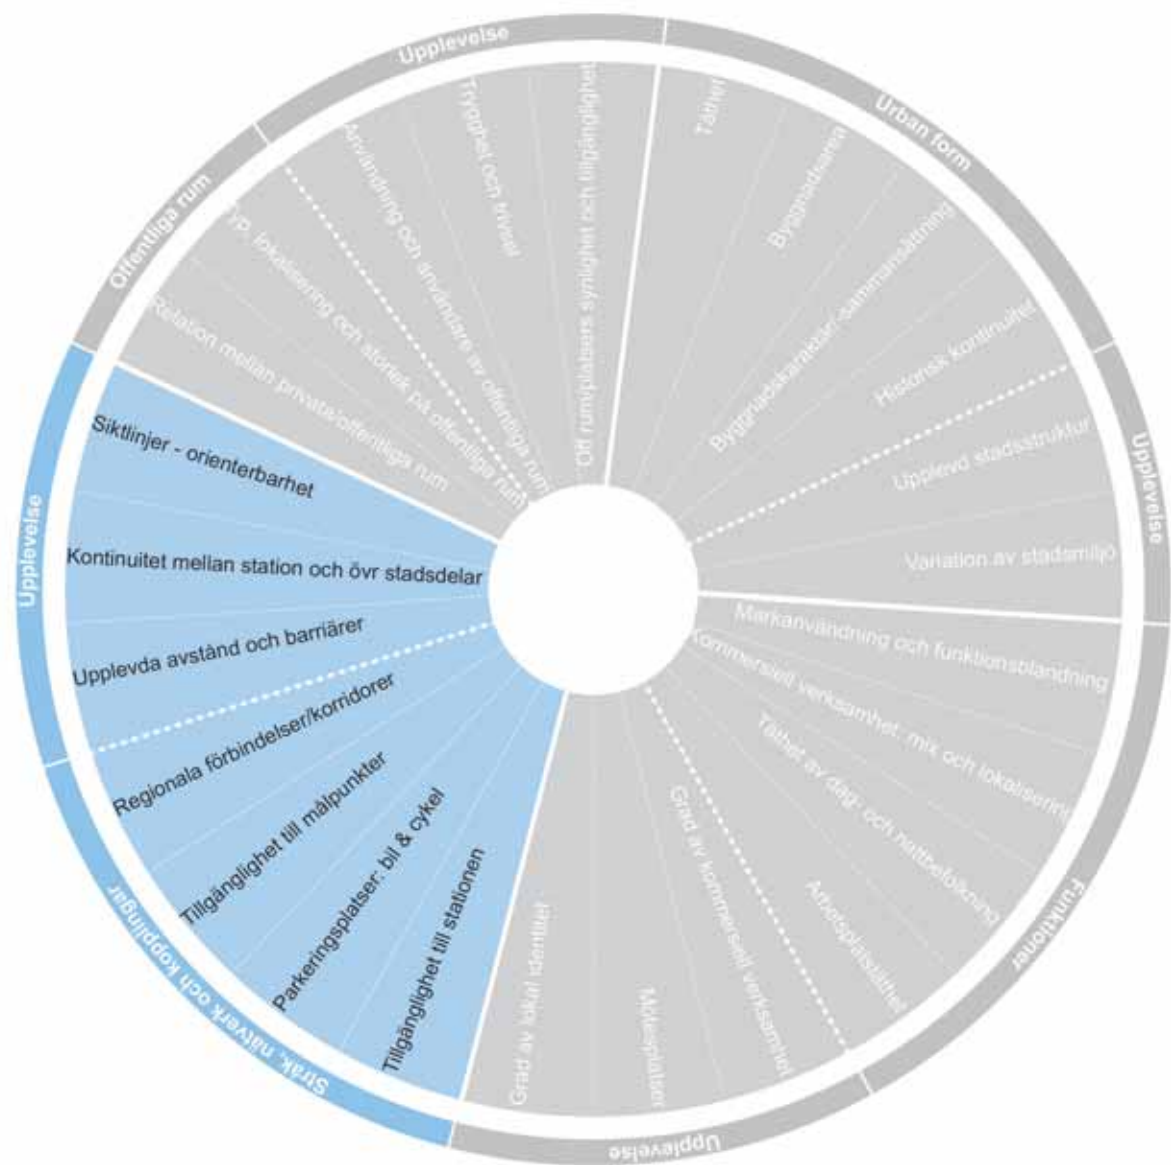 Upplevelse
Urban form
Upplevelse
Funktioner
Upplevelse
Stråk, nätverk och kopplingar
Upplevelse
Offentliga rum
Täthet
Byggnadsarea
Byggnadskaraktär: sammansättning
Historisk kontinuitet
Upplevd stadsstruktur
Variation av stadsmiljö
Markanvändning och funktionsblandning
Kommersiell verksamhet: mix och lokalisering
Täthet av dag- och nattbefolkning
Arbetsplatstäthet
Grad av kommersiell verksamhet
Mötesplatser
Grad av lokal identitet
Tillgänglighet till stationen
Parkeringsplatser: bil & cykel
Tillgänglighet till målpunkter
Regionala förbindelser/korridorer
Upplevda avstånd och barriärer
Kontinuitet mellan station och övr stadsdelar
Siktlinjer - orienterbarhet
Relation mellan privata/offentliga rum
Typ, lokalisering och storlek på offentliga rum
Användning och användare av offentliga rum
Trygghet och trivsel
Off rum/platsers synlighet och tillgänglighet